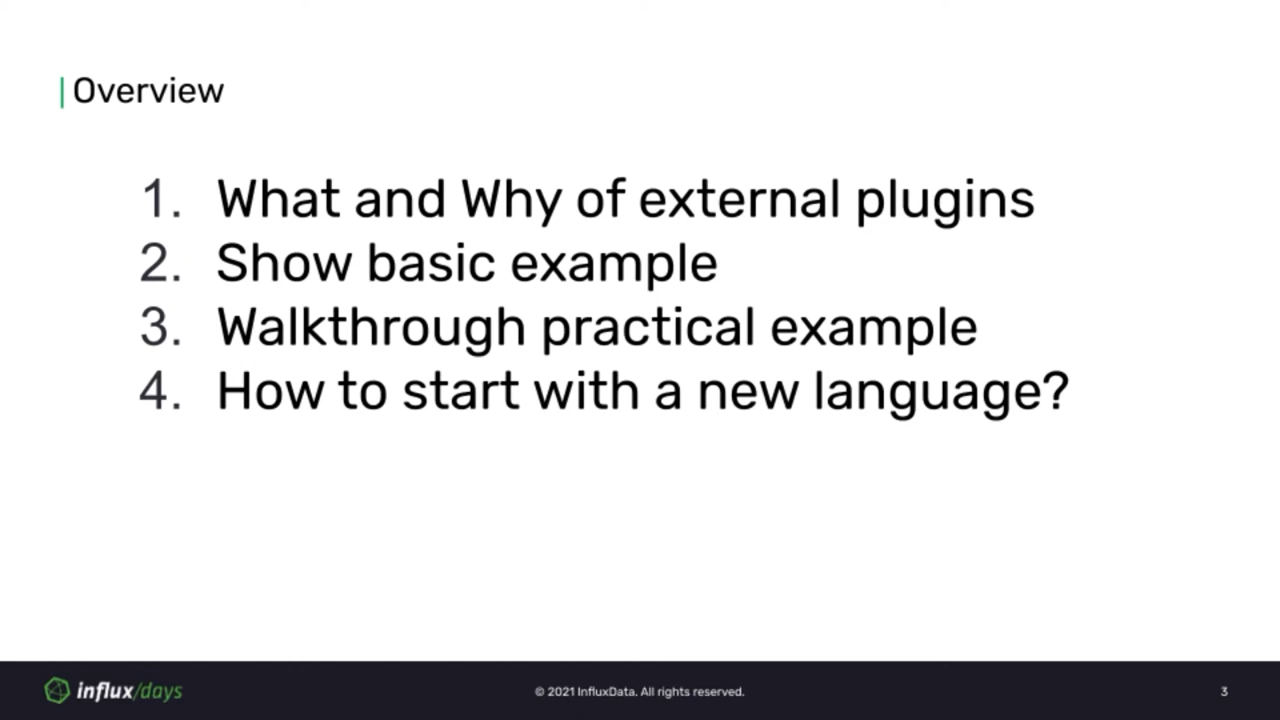 Overview
1. What and Why of external plugins
2. Show basic example
3. Walkthrough practical example
4. How to start with a new language?
influx/days
© 2021 InfluxData. All rights reserved.
3